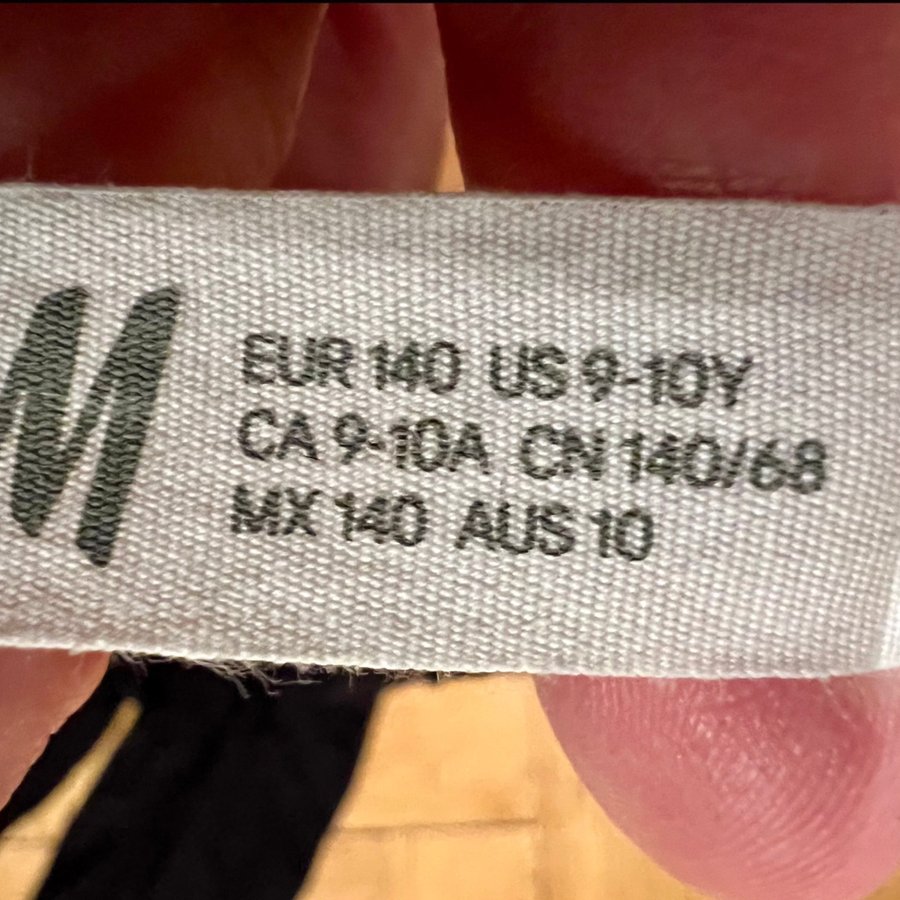 M
EUR 140 US 9-10Y
CA 9-10A CN 140/68
MX 140 AUS 10